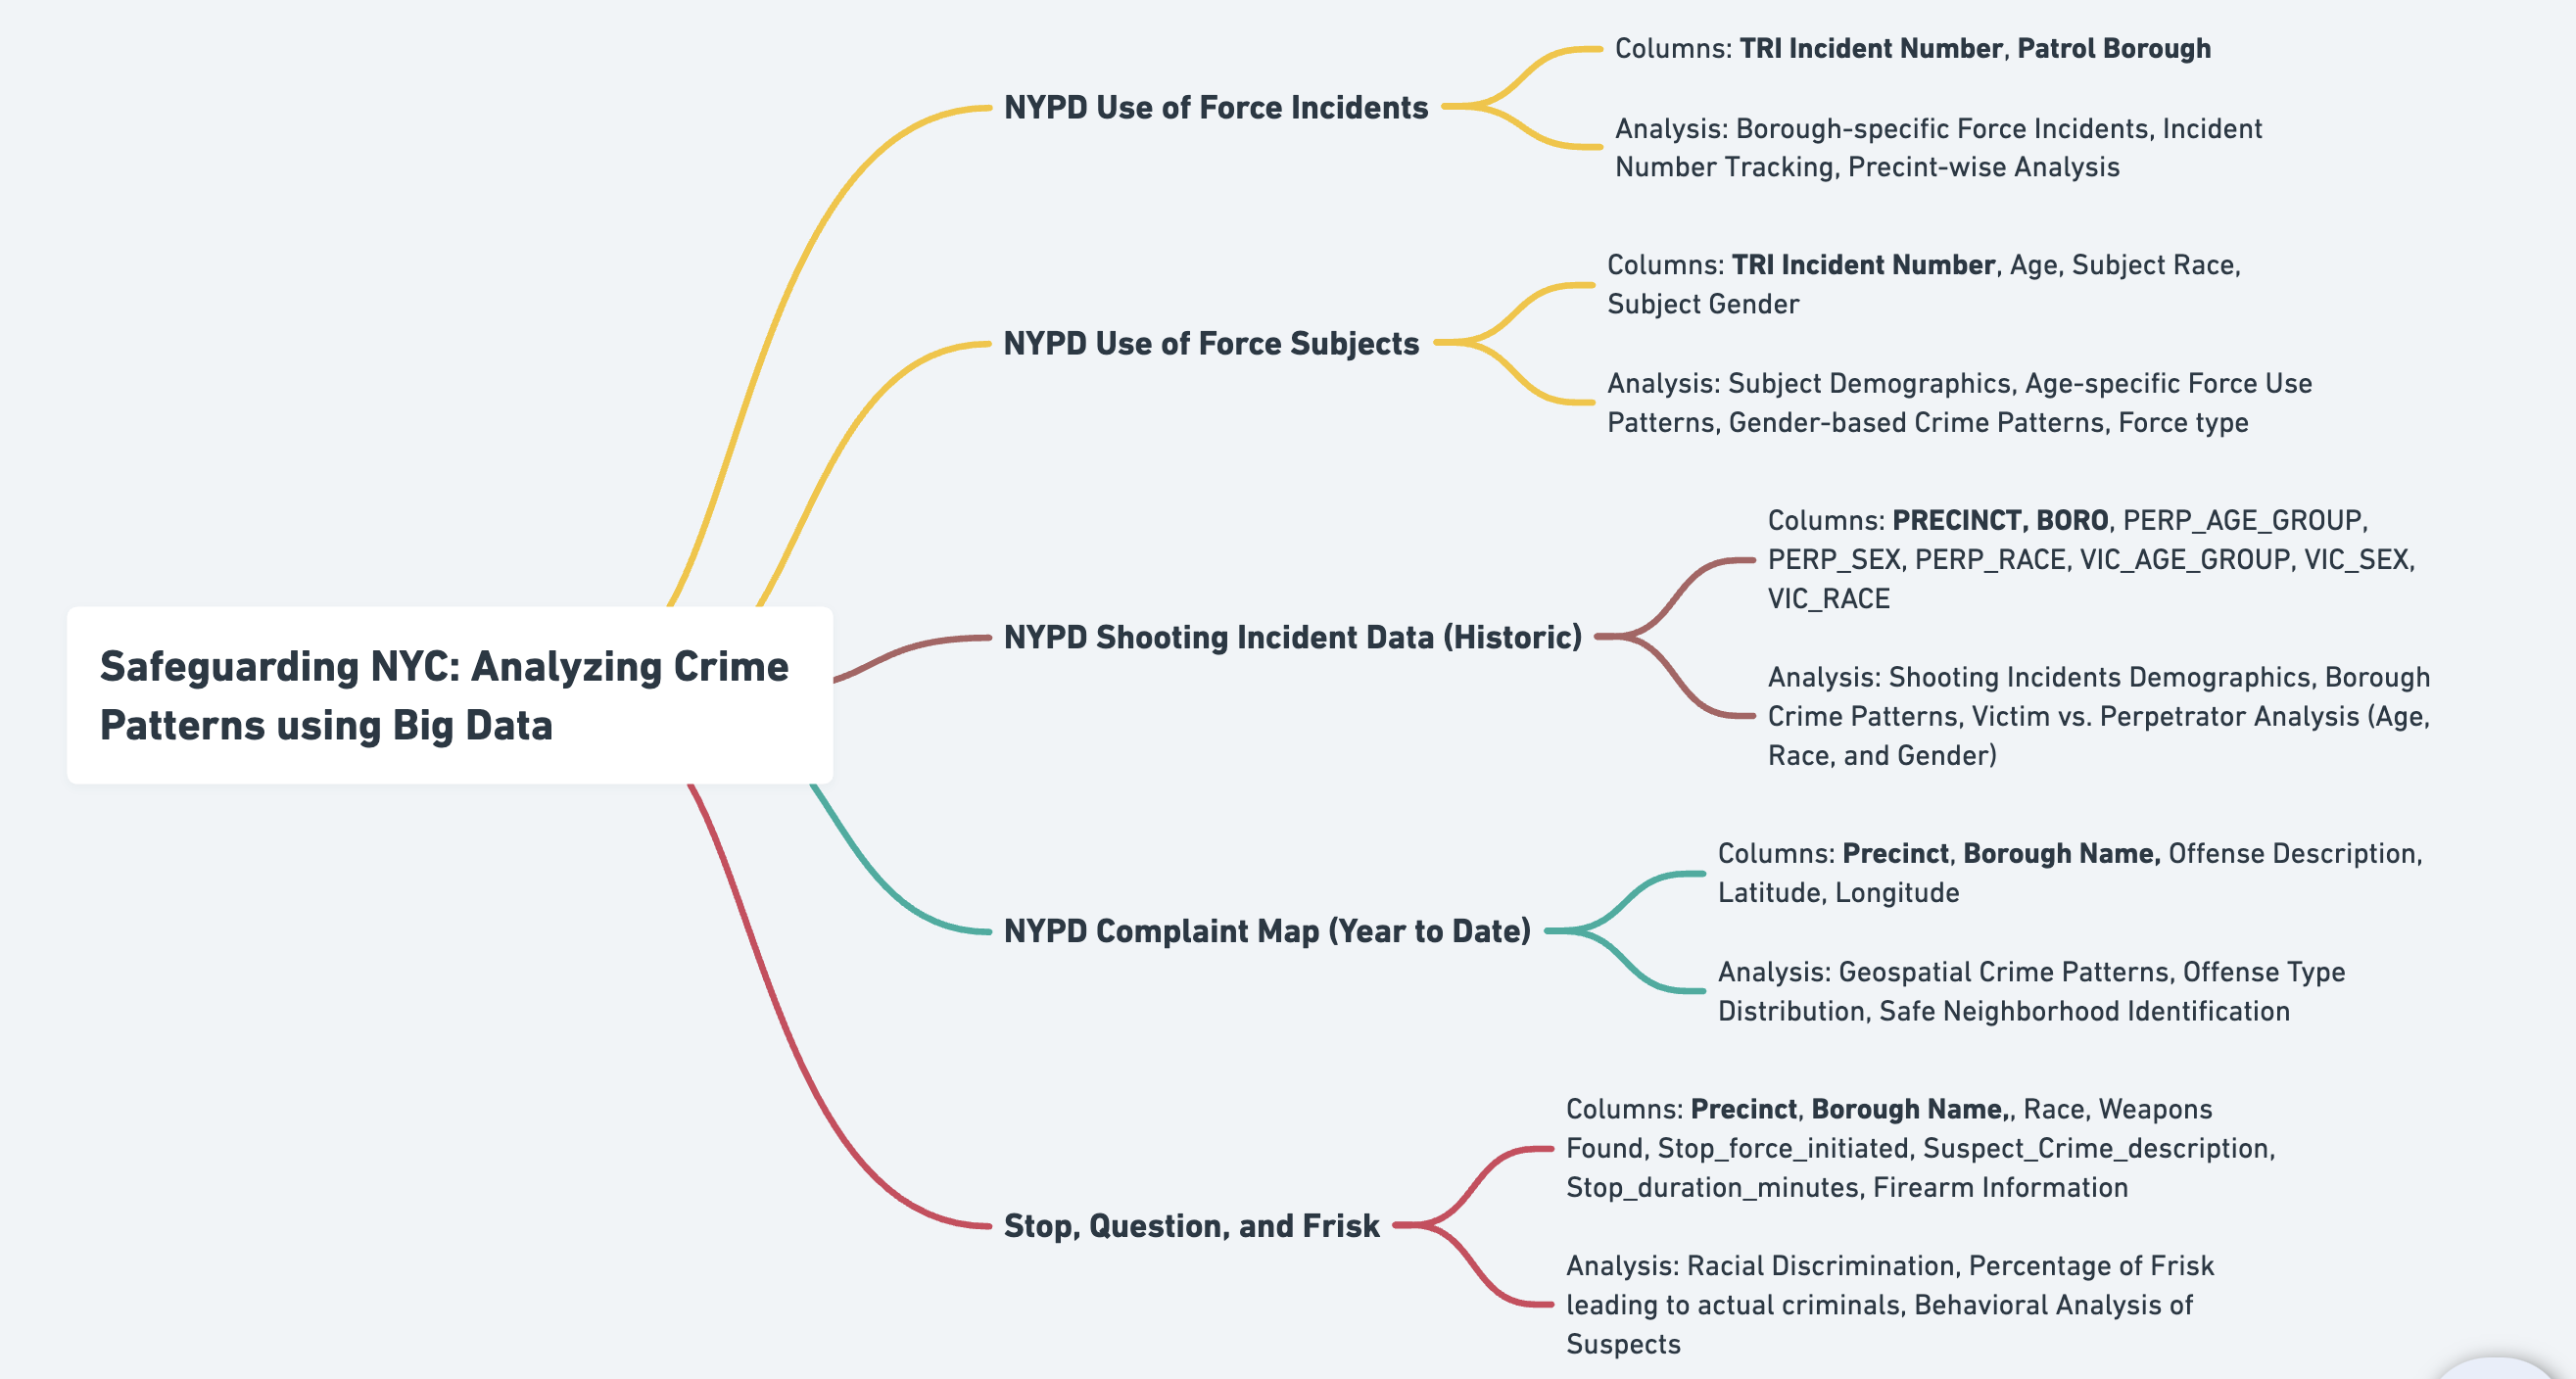 Safeguarding NYC: Analyzing Crime
Patterns using Big Data
NYPD Use of Force Incidents
Columns: TRI Incident Number, Patrol Borough
Analysis: Borough-specific Force Incidents, Incident
Number Tracking, Precint-wise Analysis
NYPD Use of Force Subjects
Columns: TRI Incident Number, Age, Subject Race,
Subject Gender
Analysis: Subject Demographics, Age-specific Force Use
Patterns, Gender-based Crime Patterns, Force type
NYPD Shooting Incident Data (Historic)
Columns: PRECINCT, BORO, PERP_AGE_GROUP,
PERP_SEX, PERP_RACE, VIC_AGE_GROUP, VIC_SEX,
VIC_RACE
Analysis: Shooting Incidents Demographics, Borough
Crime Patterns, Victim vs. Perpetrator Analysis (Age,
Race, and Gender)
NYPD Complaint Map (Year to Date)
Columns: Precinct, Borough Name, Offense Description,
Latitude, Longitude
Analysis: Geospatial Crime Patterns, Offense Type
Distribution, Safe Neighborhood Identification
Stop, Question, and Frisk
Columns: Precinct, Borough Name,, Race, Weapons
Found, Stop_force_initiated, Suspect_Crime_description,
Stop_duration_minutes, Firearm Information
Analysis: Racial Discrimination, Percentage of Frisk
leading to actual criminals, Behavioral Analysis of
Suspects